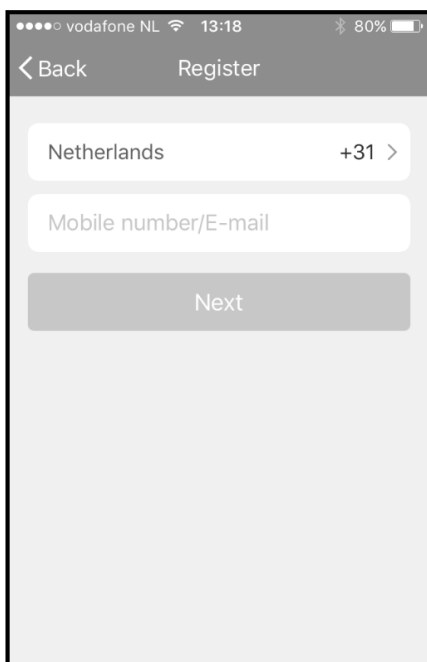 vodafone NL 13:18 80%
Back Register
Netherlands +31
Mobile number/E-mail
Next